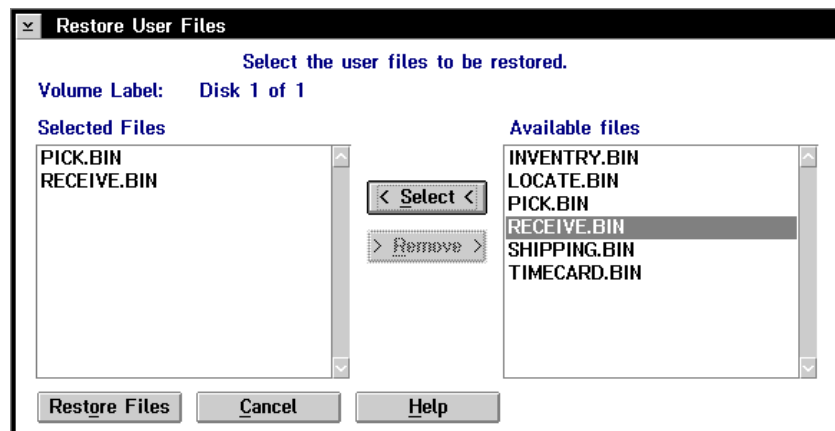 Restore User Files
Select the user files to be restored.
Volume Label: Disk 1 of 1
Selected Files
PICK.BIN
RECEIVE.BIN
< Select <
> Remove >
Available files
INVENTRY.BIN
LOCATE.BIN
PICK.BIN
RECEIVE.BIN
SHIPPING.BIN
TIMECARD.BIN
Restore Files Cancel Help